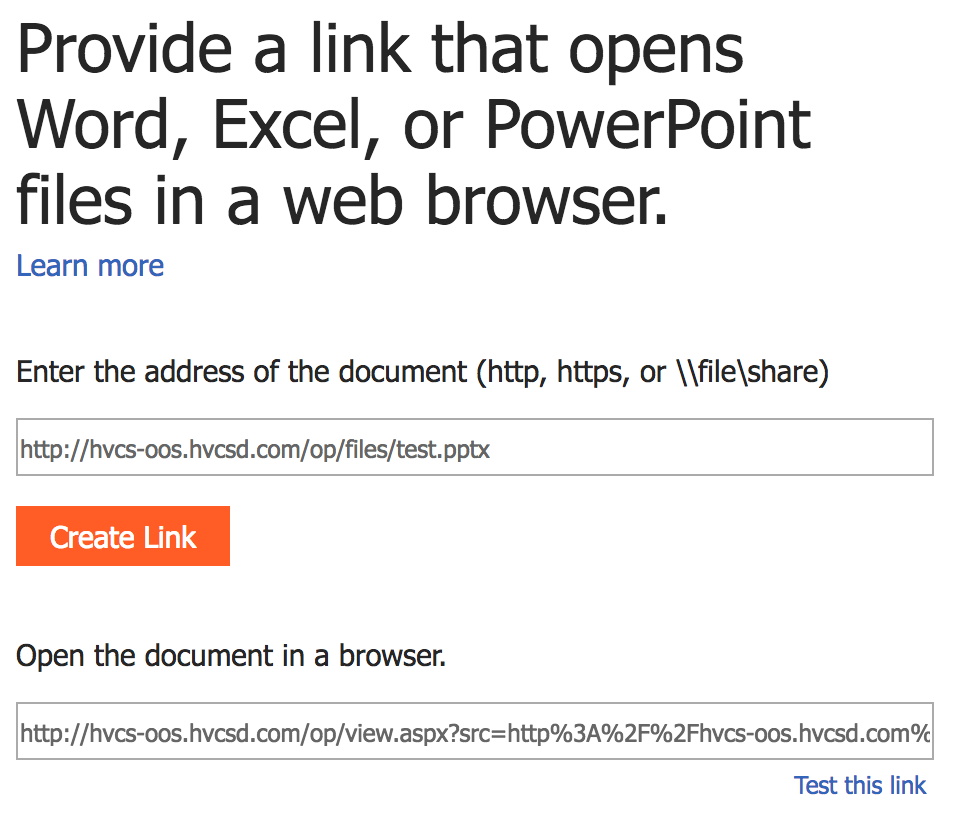 Provide a link that opens
Word, Excel, or PowerPoint
files in a web browser.
Learn more
Enter the address of the document (http, https, or \\file\share)
http://hvcs-oos.hvcsd.com/op/files/test.pptx
Create Link
Open the document in a browser.
http://hvcs-oos.hvcsd.com/op/view.aspx?src=http%3A%2F%2Fhvcs-oos.hvcsd.com%
Test this link